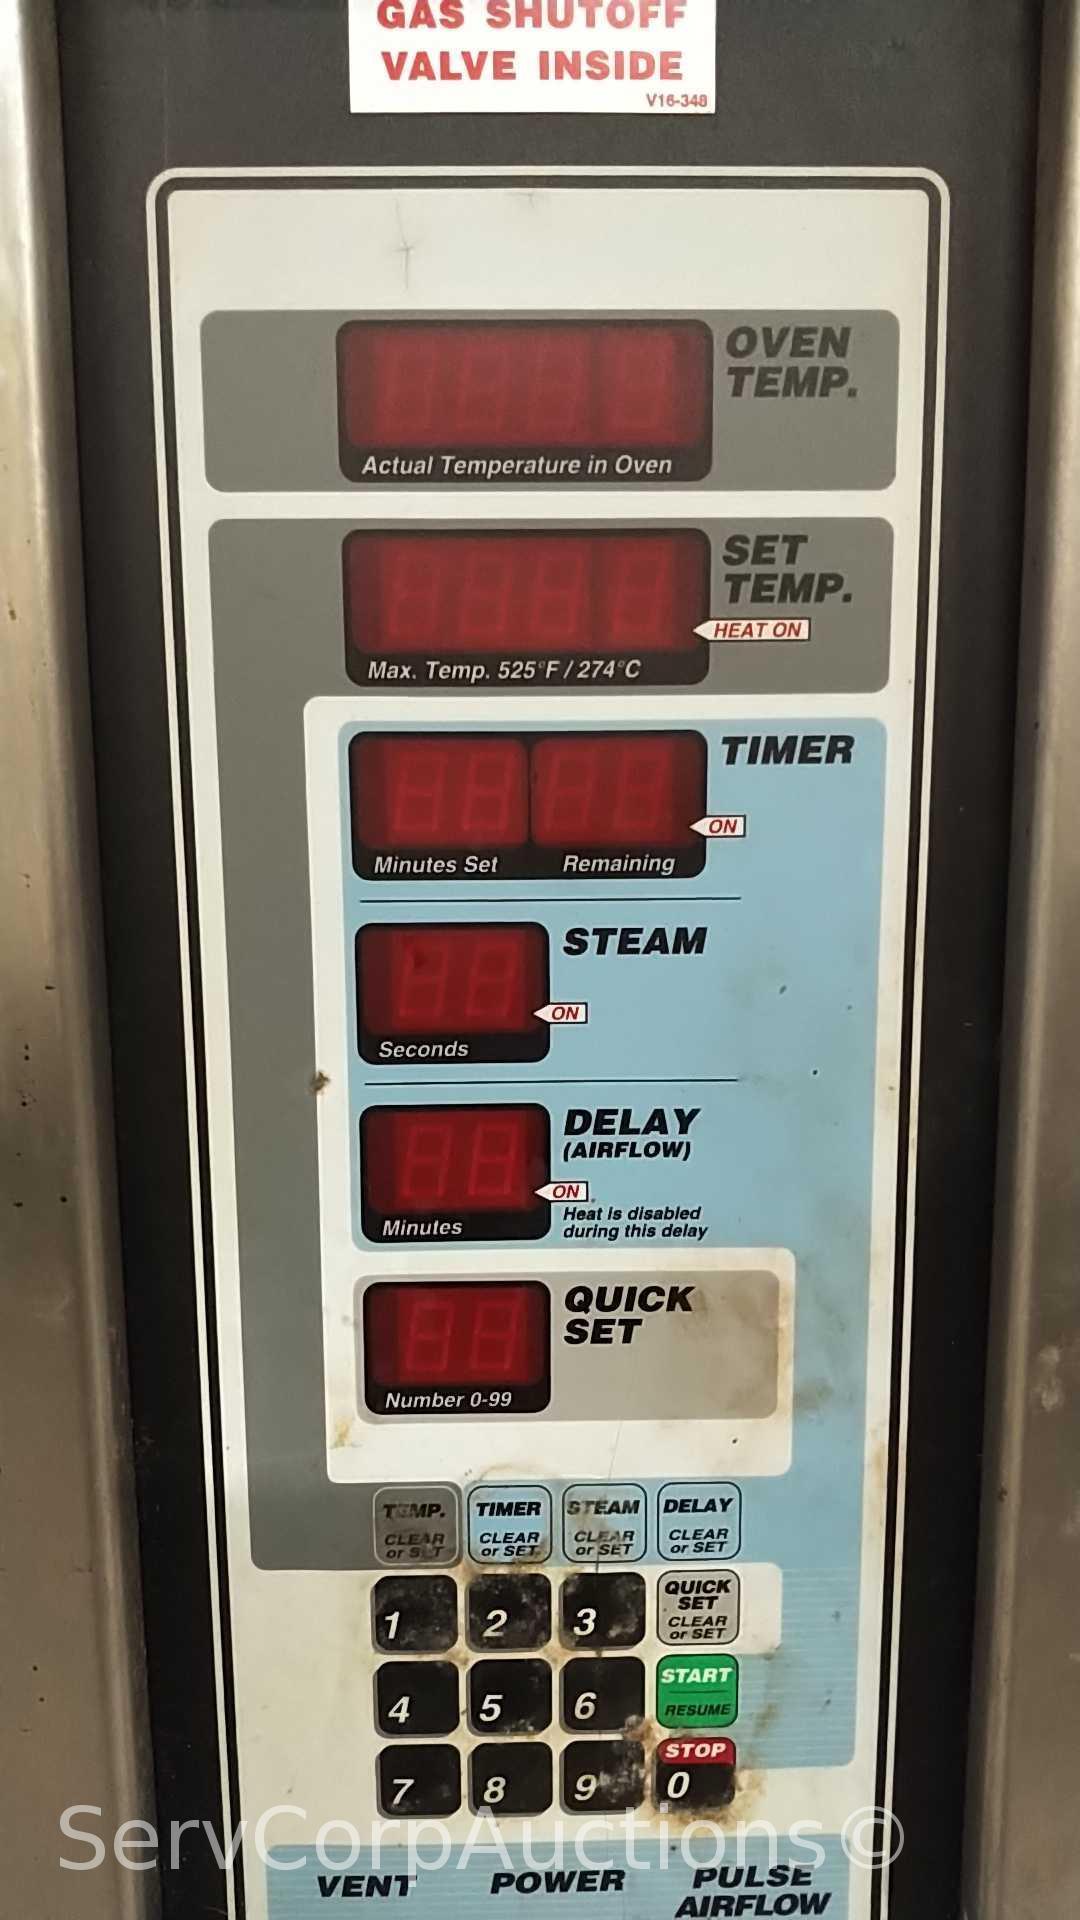 GAS SHUTOFF
VALVE INSIDE
V16-348
OVEN
TEMP.
Actual Temperature in Oven
SET
TEMP.
HEAT ON
Max. Temp. 525°F / 274°C
TIMER
ON
Minutes Set Remaining
STEAM
ON
Seconds
DELAY
(AIRFLOW)
ON
Heat is disabled
during this delay
Minutes
QUICK
SET
Number 0-99
TEMP. TIMER STEAM DELAY
CLEAR CLEAR CLEAR CLEAR
or SET or SET or SET or SET
1 2 3 QUICK
SET
CLEAR
or SET
4 5 6 START
RESUME
7 8 9 STOP
0
ServCorpAuctions©
VENT POWER PULSE
AIRFLOW